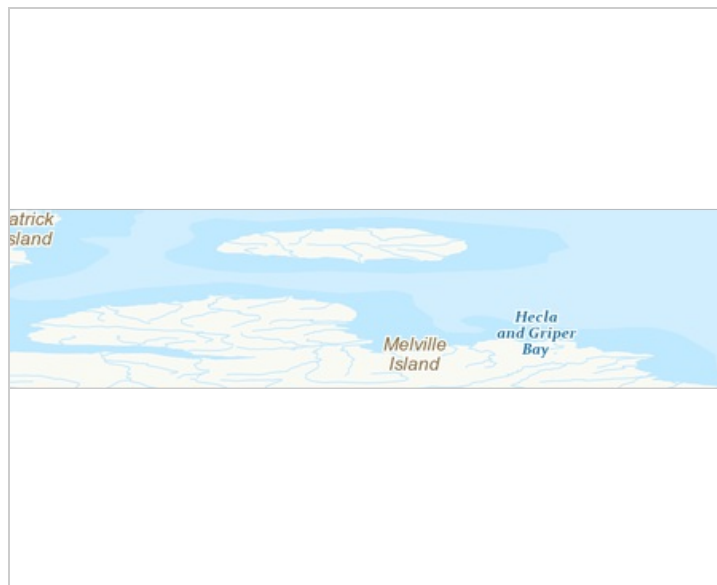 atrick
sland
Hecla
and Griper
Bay
Melville
Island